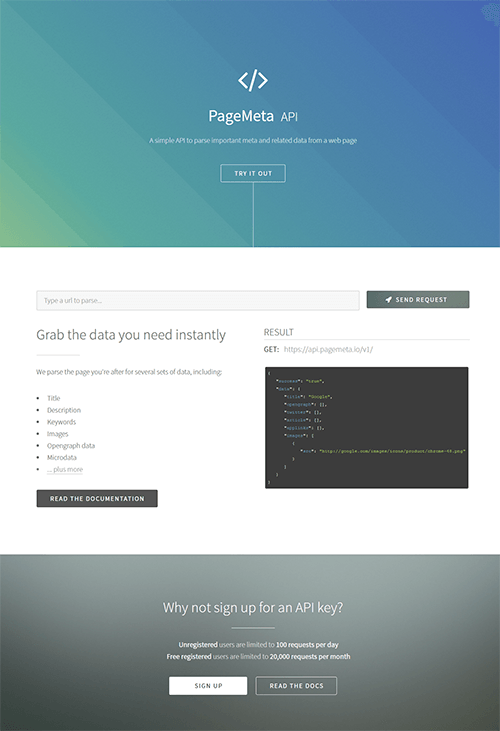 </>
PageMeta API
A simple API to parse important meta and related data from a web page
TRY IT OUT
Type a url to parse...
SEND REQUEST
Grab the data you need instantly
We parse the page you're after for several sets of data, including:
Title
Description
Keywords
Images
Opengraph data
Microdata
... plus more
READ THE DOCUMENTATION
RESULT
GET: https://api.pagemeta.io/v1/
{
"success": "true",
"data": {
"title": "Google",
"opengraph": [],
"twitter": [],
"schemas": [],
"applinks": [],
"images": [
{
"src": "http://google.com/images/icons/product/chrome-48.png"
}
]
}
}
Why not sign up for an API key?
Unregistered users are limited to 100 requests per day
Free registered users are limited to 20,000 requests per month
SIGN UP
READ THE DOCS